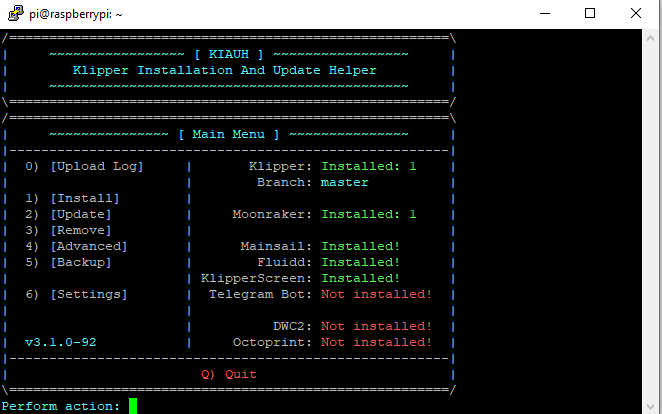 pi@raspberrypi: ~
/=======================================================\
|     ~~~~~~~~~~~~~~~~~ [ KIAUH ] ~~~~~~~~~~~~~~~~~     |
|        Klipper Installation And Update Helper         |
|     ~~~~~~~~~~~~~~~~~~~~~~~~~~~~~~~~~~~~~~~~~~~~~     |
\=======================================================/
/=======================================================\
|     ~~~~~~~~~~~~~~~ [ Main Menu ] ~~~~~~~~~~~~~~~     |
|-------------------------------------------------------|
|  0) [Upload Log]     |       Klipper: Installed: 1    |
|                      |        Branch: master          |
|  1) [Install]        |                                |
|  2) [Update]         |     Moonraker: Installed: 1    |
|  3) [Remove]         |                                |
|  4) [Advanced]       |      Mainsail: Installed!      |
|  5) [Backup]         |        Fluidd: Installed!      |
|                      | KlipperScreen: Installed!      |
|  6) [Settings]       |  Telegram Bot: Not installed!  |
|                      |                                |
|                      |          DWC2: Not installed!  |
|  v3.1.0-92           |     Octoprint: Not installed!  |
|-------------------------------------------------------|
|                        Q) Quit                        |
\=======================================================/
Perform action: